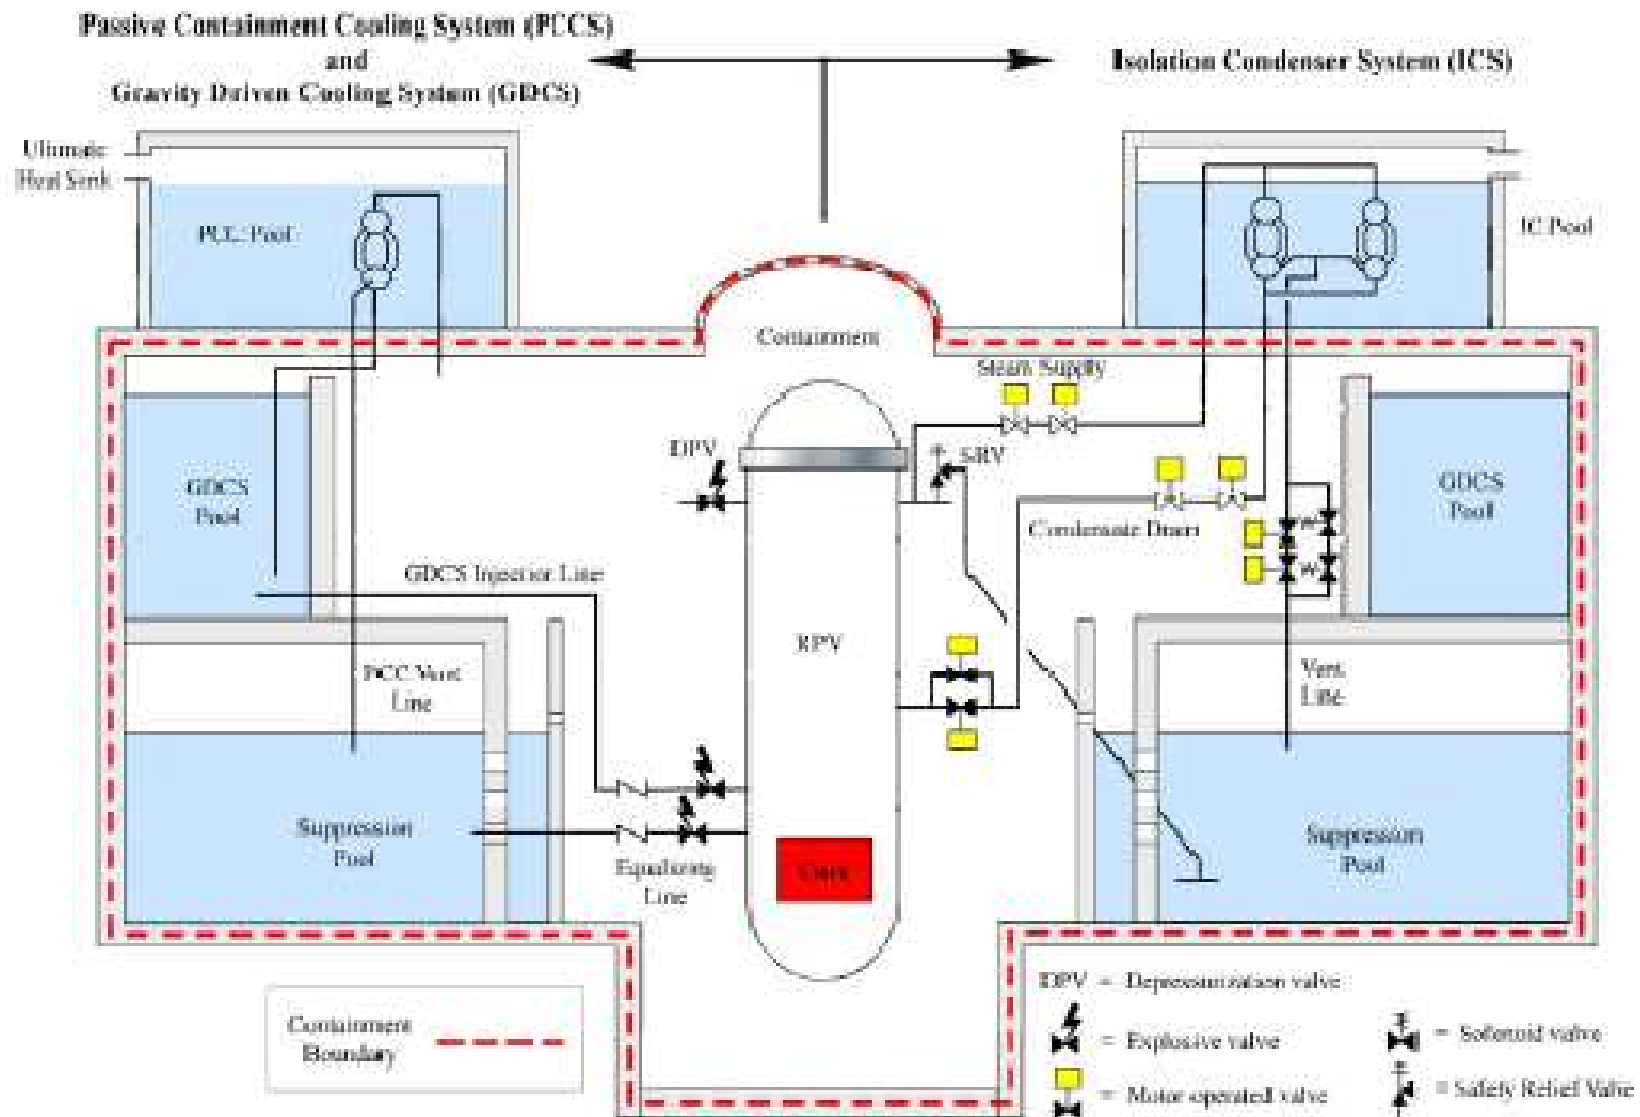 Passive Containment Cooling System (PCCS)
and
Gravity Driven Cooling System (GDCS)
Isolation Condenser System (ICS)
Ultimate
Heat Sink
PCC Pool
IC Pool
Containment
Steam Supply
DPV
SRV
GDCS
Pool
GDCS
Pool
Condensate Drain
GDCS Injection Line
RPV
PCC Vent
Line
Vent
Line
Suppression
Pool
Equalizing
Line
Core
Suppression
Pool
Containment
Boundary
DPV = Depressurization valve
= Explosive valve
= Motor operated valve
= Solenoid valve
= Safety Relief Valve